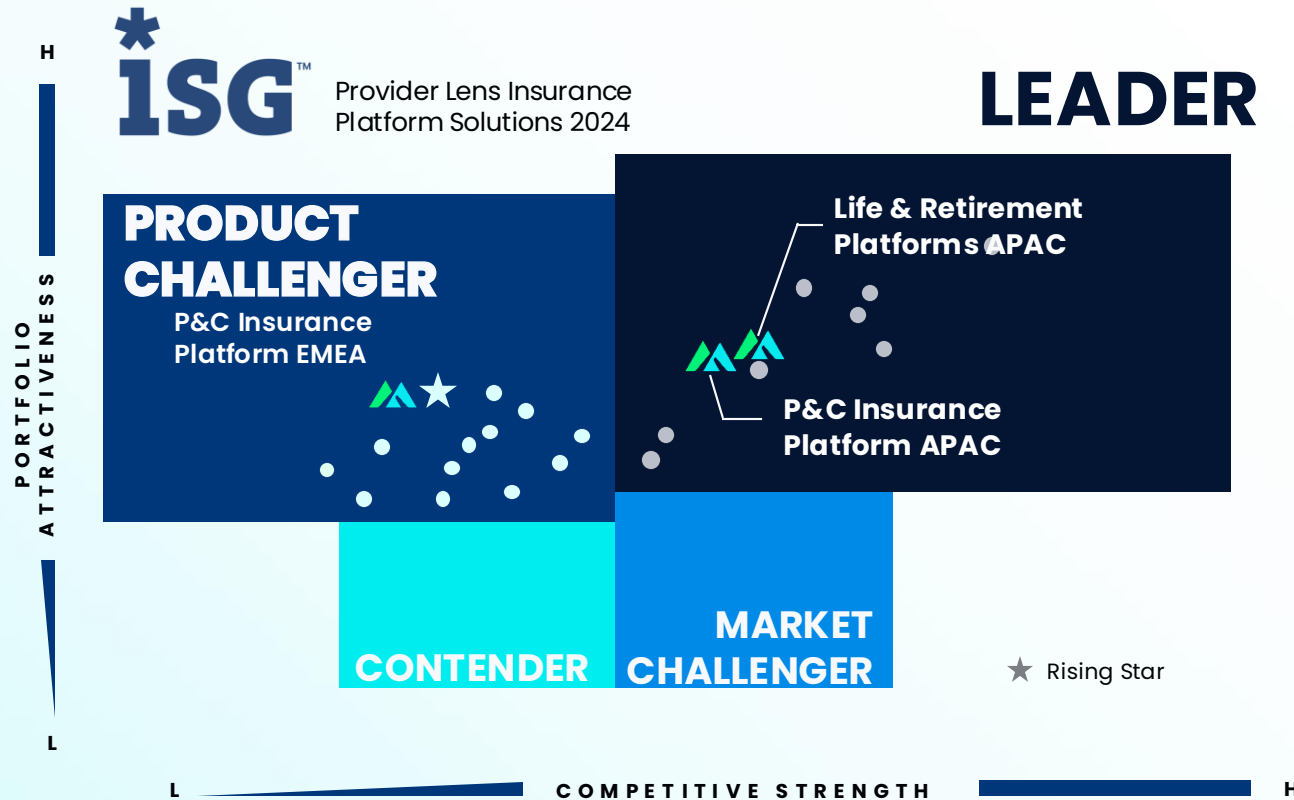 H
iSG™
Provider Lens Insurance
Platform Solutions 2024
LEADER
PRODUCT
CHALLENGER
P&C Insurance
Platform EMEA
Life & Retirement
Platforms APAC
P&C Insurance
Platform APAC
PORTFOLIO
ATTRACTIVENESS
CONTENDER
MARKET
CHALLENGER
Rising Star
L
L
COMPETITIVE STRENGTH
H